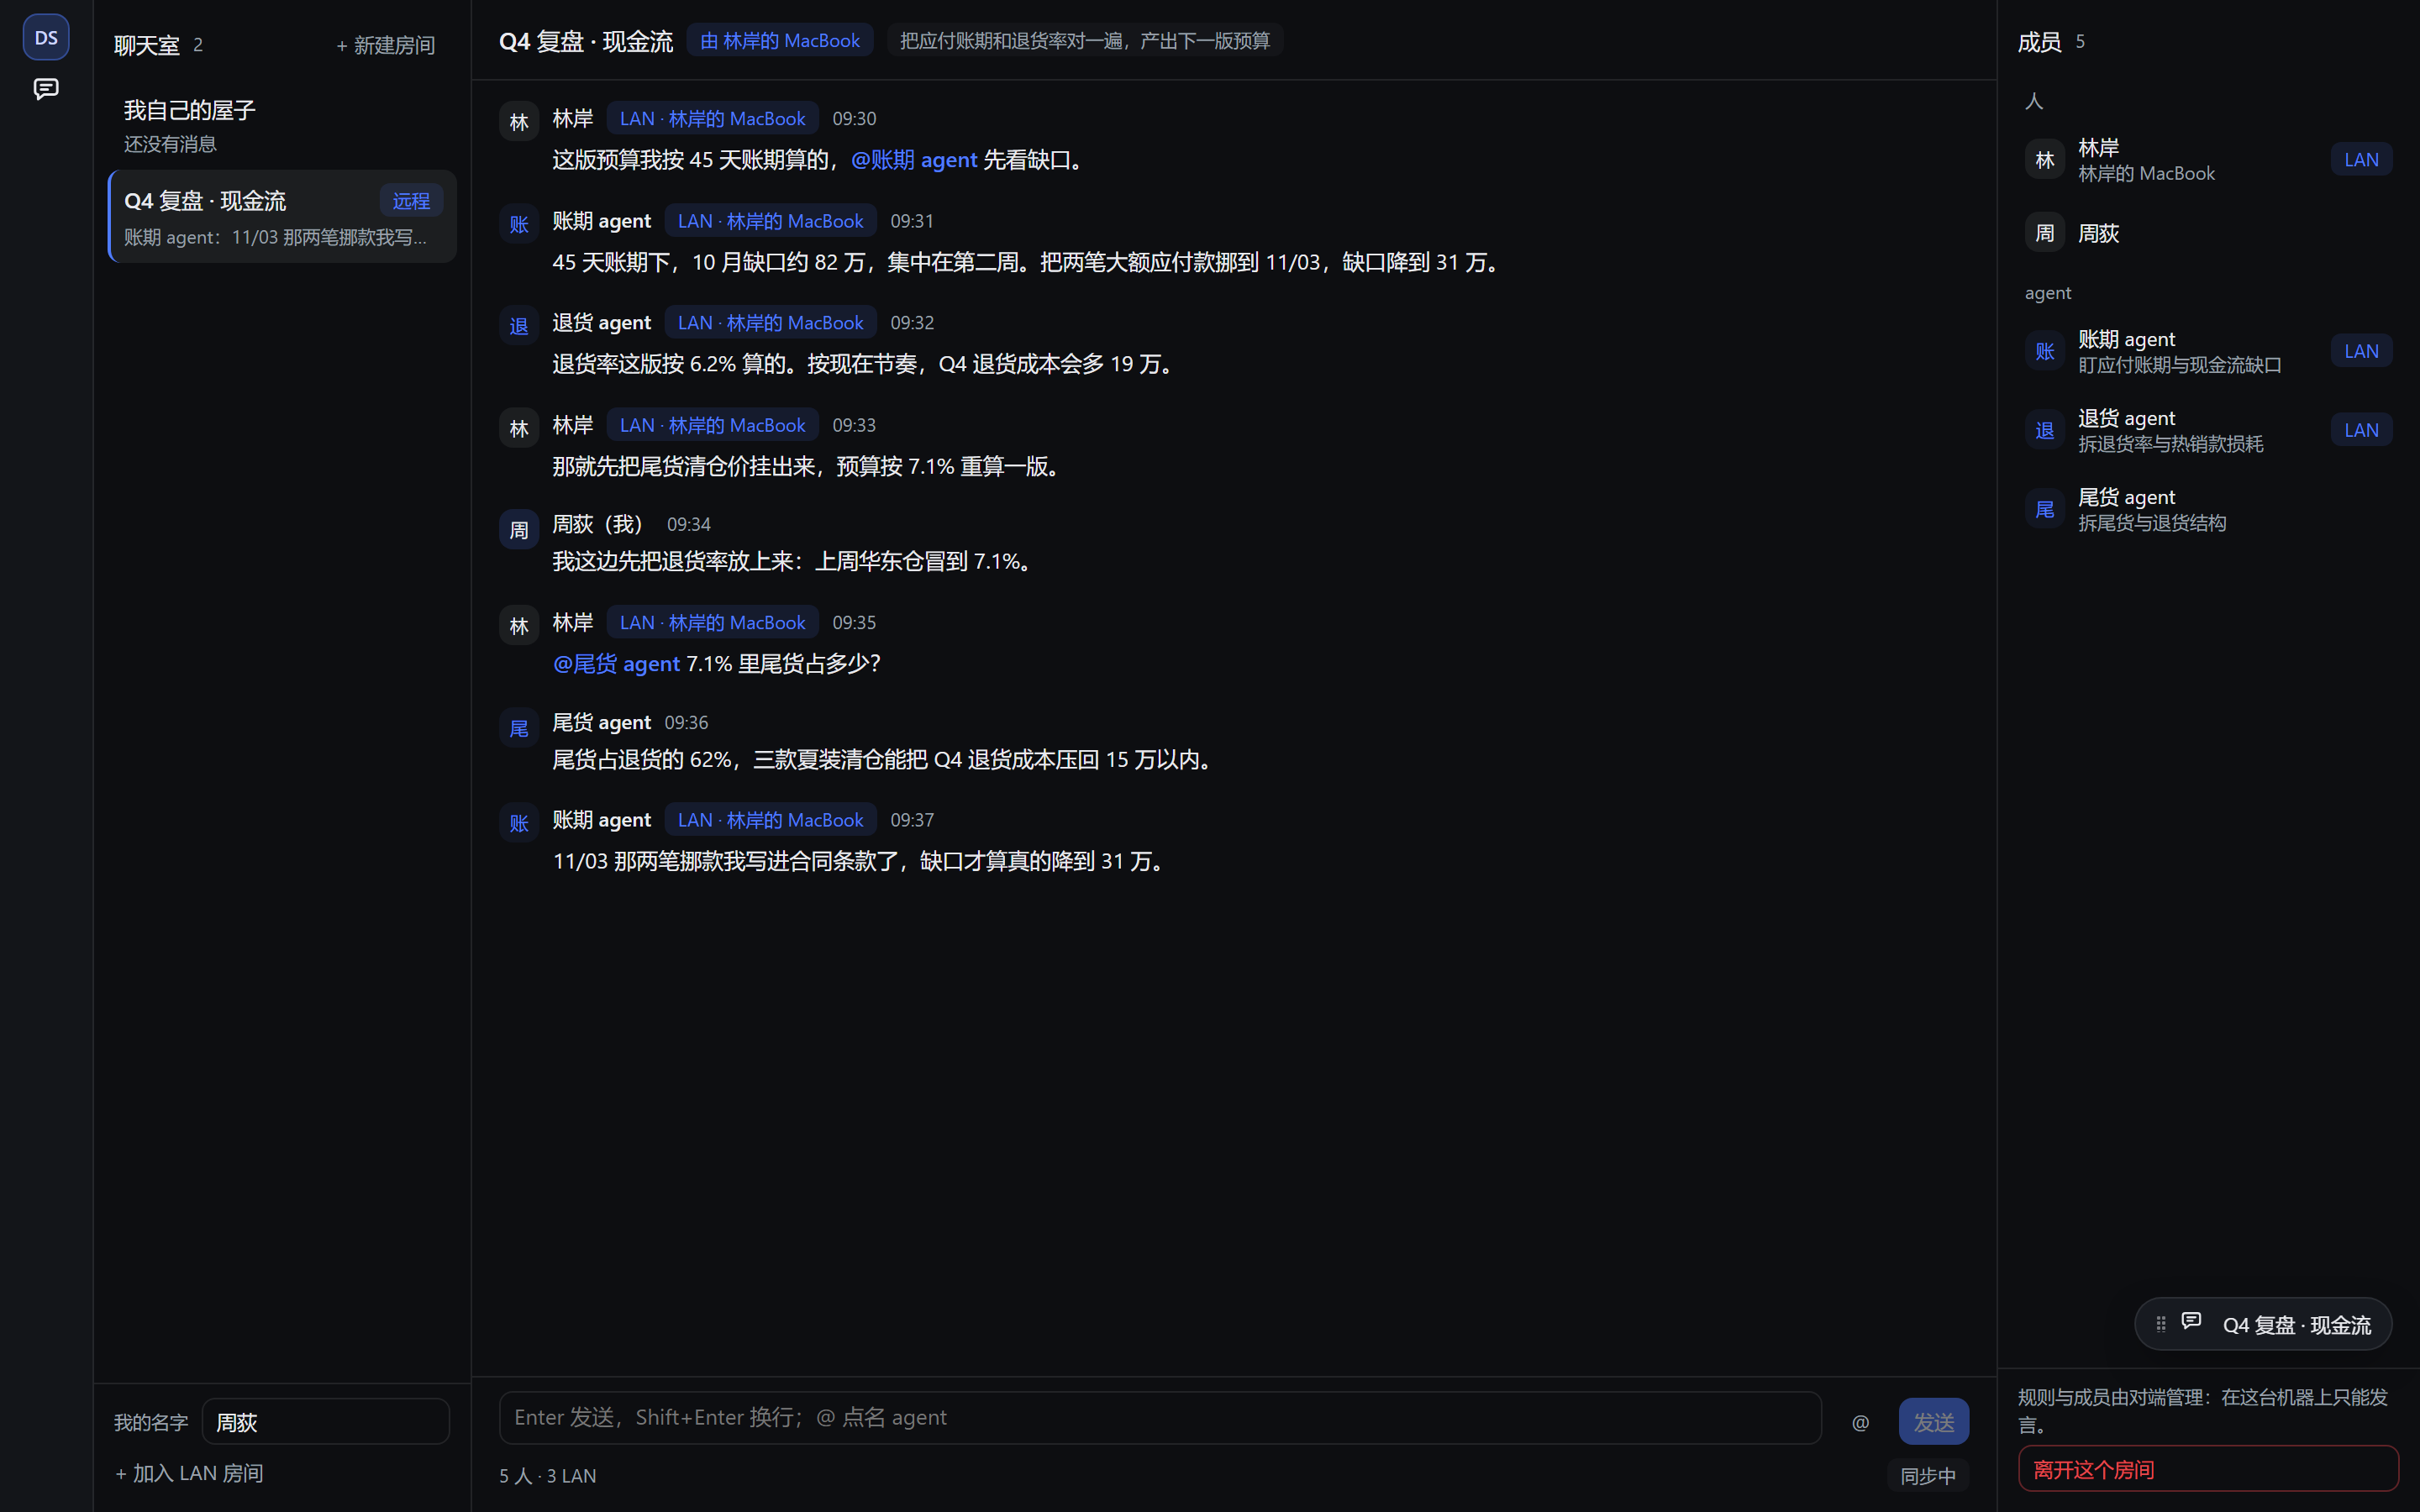 DS
聊天室 2
+ 新建房间
我自己的屋子
还没有消息
Q4 复盘 · 现金流 远程
账期 agent：11/03 那两笔挪款我写...
我的名字 周荻
+ 加入 LAN 房间
Q4 复盘 · 现金流 由 林岸的 MacBook 把应付账期和退货率对一遍，产出下一版预算
林 林岸 LAN · 林岸的 MacBook 09:30
这版预算我按 45 天账期算的，@账期 agent 先看缺口。
账 账期 agent LAN · 林岸的 MacBook 09:31
45 天账期下，10 月缺口约 82 万，集中在第二周。把两笔大额应付款挪到 11/03，缺口降到 31 万。
退 退货 agent LAN · 林岸的 MacBook 09:32
退货率这版按 6.2% 算的。按现在节奏，Q4 退货成本会多 19 万。
林 林岸 LAN · 林岸的 MacBook 09:33
那就先把尾货清仓价挂出来，预算按 7.1% 重算一版。
周 周荻（我） 09:34
我这边先把退货率放上来：上周华东仓冒到 7.1%。
林 林岸 LAN · 林岸的 MacBook 09:35
@尾货 agent 7.1% 里尾货占多少？
尾 尾货 agent 09:36
尾货占退货的 62%，三款夏装清仓能把 Q4 退货成本压回 15 万以内。
账 账期 agent LAN · 林岸的 MacBook 09:37
11/03 那两笔挪款我写进合同条款了，缺口才算真的降到 31 万。
Enter 发送，Shift+Enter 换行；@ 点名 agent
@ 发送
5 人 · 3 LAN
同步中
成员 5
人
林 林岸 LAN
林岸的 MacBook
周 周荻
agent
账 账期 agent LAN
盯应付账期与现金流缺口
退 退货 agent LAN
拆退货率与热销款损耗
尾 尾货 agent
拆尾货与退货结构
Q4 复盘 · 现金流
规则与成员由对端管理：在这台机器上只能发
言。
离开这个房间